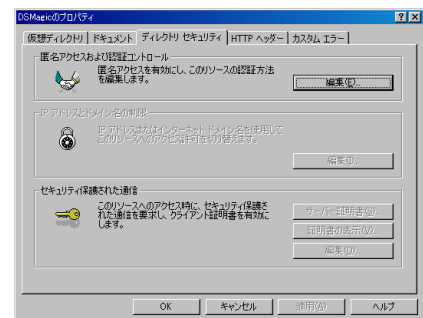 DSMagicのプロパティ
仮想ディレクトリ ドキュメント ディレクトリ セキュリティ HTTP ヘッダー カスタム エラー
匿名アクセスおよび認証コントロール
匿名アクセスを有効にし、このリソースの認証方法
を編集します。
編集(E)...
IP アドレスとドメイン名の制限
IP アドレスまたはインターネット ドメイン名を使用して
このリソースへのアクセス許可を切り替えます。
編集(I)...
セキュリティ保護された通信
このリソースへのアクセス時に、セキュリティ保護さ
れた通信を要求し、クライアント証明書を有効に
します。
サーバー証明書(S)...
証明書の表示(V)...
編集(D)...
OK キャンセル 適用(A) ヘルプ